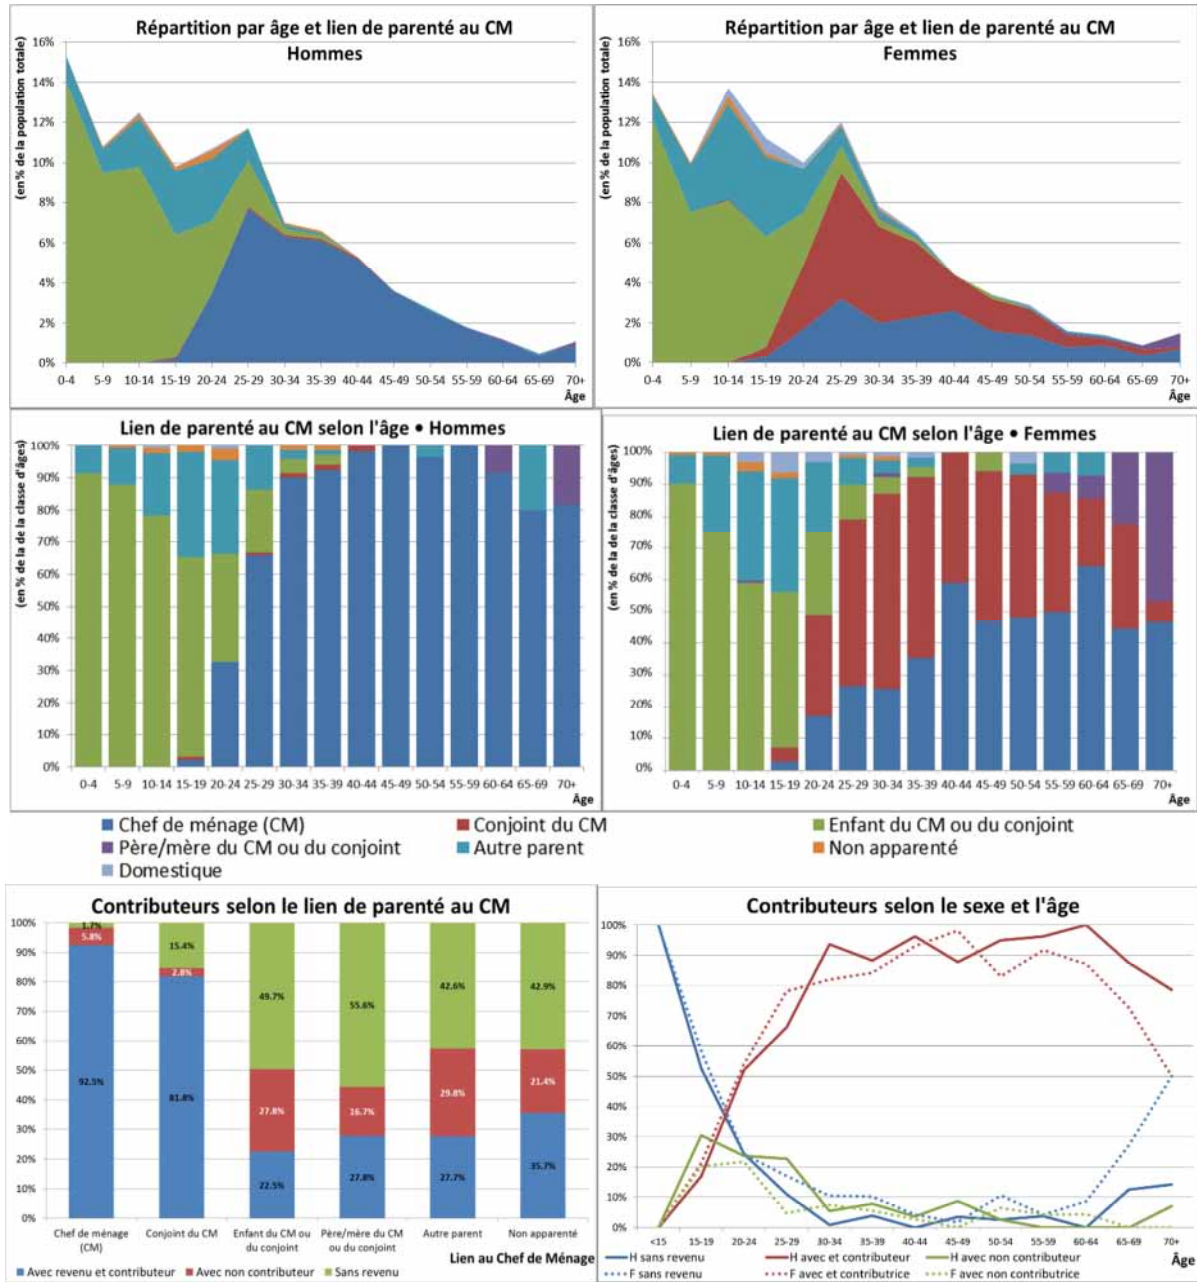 Répartition par âge et lien de parenté au CM
Hommes
(en % de la population totale)
16%
14%
12%
10%
8%
6%
4%
2%
0%
0-4 5-9 10-14 15-19 20-24 25-29 30-34 35-39 40-44 45-49 50-54 55-59 60-64 65-69 70+
Âge
Répartition par âge et lien de parenté au CM
Femmes
(en % de la population totale)
16%
14%
12%
10%
8%
6%
4%
2%
0%
0-4 5-9 10-14 15-19 20-24 25-29 30-34 35-39 40-44 45-49 50-54 55-59 60-64 65-69 70+
Âge
Lien de parenté au CM selon l'âge • Hommes
(en % de la de la classe d'âges)
100%
90%
80%
70%
60%
50%
40%
30%
20%
10%
0%
0-4 5-9 10-14 15-19 20-24 25-29 30-34 35-39 40-44 45-49 50-54 55-59 60-64 65-69 70+
Âge
Lien de parenté au CM selon l'âge • Femmes
(en % de la de la classe d'âges)
100%
90%
80%
70%
60%
50%
40%
30%
20%
10%
0%
0-4 5-9 10-14 15-19 20-24 25-29 30-34 35-39 40-44 45-49 50-54 55-59 60-64 65-69 70+
Âge
Chef de ménage (CM) Conjoint du CM Enfant du CM ou du conjoint
Père/mère du CM ou du conjoint Autre parent Non apparenté
Domestique
Contributeurs selon le lien de parenté au CM
100%
90%
80%
70%
60%
50%
40%
30%
20%
10%
0%
1.7%
5.8%
92.5%
15.4%
2.8%
81.8%
49.7%
27.8%
22.5%
55.6%
16.7%
27.8%
42.6%
29.8%
27.7%
42.9%
21.4%
35.7%
Chef de ménage (CM) Conjoint du CM Enfant du CM ou du conjoint Père/mère du CM ou du conjoint Autre parent Non apparenté
Lien au Chef de Ménage
Avec revenu et contributeur Avec non contributeur Sans revenu
Contributeurs selon le sexe et l'âge
100%
90%
80%
70%
60%
50%
40%
30%
20%
10%
0%
<15 15-19 20-24 25-29 30-34 35-39 40-44 45-49 50-54 55-59 60-64 65-69 70+
Âge
H sans revenu H avec et contributeur H avec non contributeur
F sans revenu F avec et contributrice F avec non contributrice